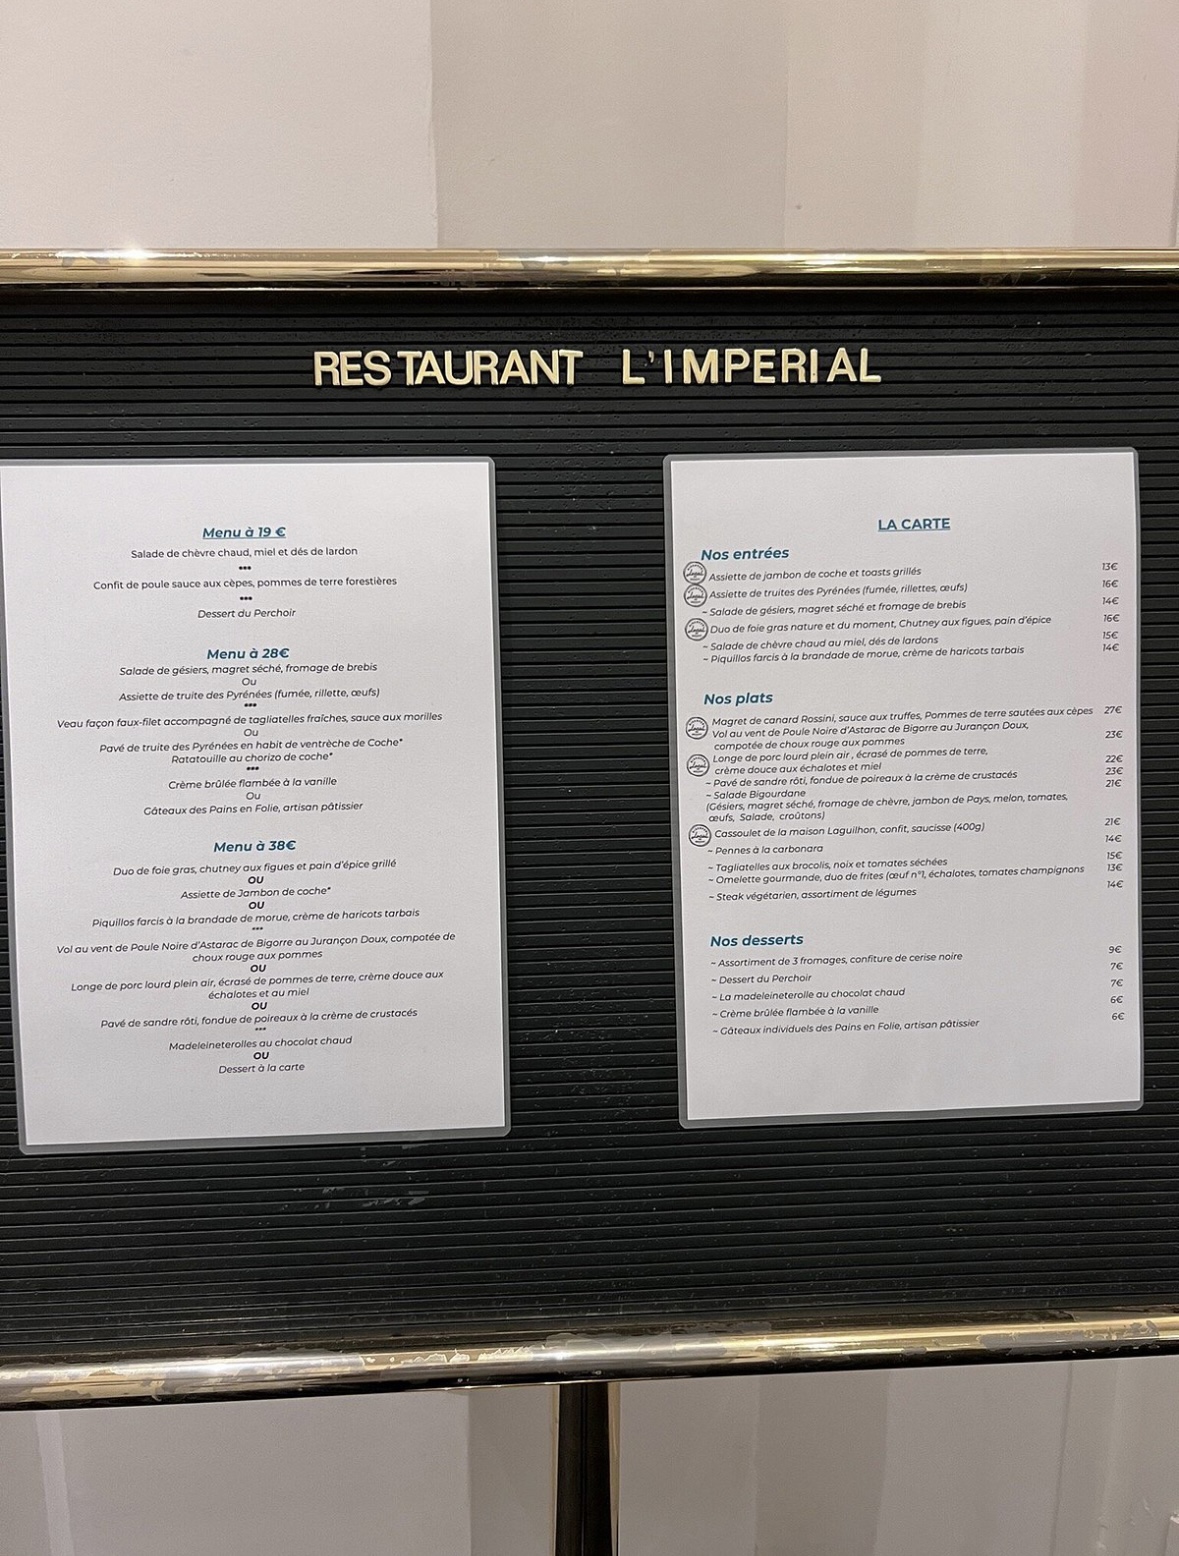 RESTAURANT L'IMPERIAL
Menu à 19 €
Salade de chèvre chaud, miel et dés de lardon
•••
Confit de poule sauce aux cèpes, pommes de terre forestières
•••
Dessert du Perchoir
Menu à 28€
Salade de gésiers, magret séché, fromage de brebis
Ou
Assiette de truite des Pyrénées (fumée, rillette, œufs)
•••
Veau façon faux-filet accompagné de tagliatelles fraîches, sauce aux morilles
Ou
Pavé de truite des Pyrénées en habit de ventrèche de Coche*
Ratatouille au chorizo de coche*
•••
Crème brûlée flambée à la vanille
Ou
Gâteaux des Pains en Folie, artisan pâtissier
Menu à 38€
Duo de foie gras, chutney aux figues et pain d'épice grillé
OU
Assiette de Jambon de coche*
OU
Piquillos farcis à la brandade de morue, crème de haricots tarbais
***
Vol au vent de Poule Noire d'Astarac de Bigorre au Jurançon Doux, compotée de
choux rouge aux pommes
OU
Longe de porc lourd plein air, écrasé de pommes de terre, crème douce aux
échalotes et au miel
OU
Pavé de sandre rôti, fondue de poireaux à la crème de crustacés
***
Madeleineterolles au chocolat chaud
OU
Dessert à la carte
LA CARTE
Nos entrées
Assiette de jambon de coche et toasts grillés 13€
Assiette de truites des Pyrénées (fumée, rillettes, œufs) 16€
~ Salade de gésiers, magret séché et fromage de brebis 14€
Duo de foie gras nature et du moment, Chutney aux figues, pain d'épice 16€
~ Salade de chèvre chaud au miel, dés de lardons 15€
~ Piquillos farcis à la brandade de morue, crème de haricots tarbais 14€
Nos plats
Magret de canard Rossini, sauce aux truffes, Pommes de terre sautées aux cèpes 27€
Vol au vent de Poule Noire d'Astarac de Bigorre au Jurançon Doux,
compotée de choux rouge aux pommes 23€
Longe de porc lourd plein air , écrasé de pommes de terre,
crème douce aux échalotes et miel 22€
~ Pavé de sandre rôti, fondue de poireaux à la crème de crustacés 23€
~ Salade Bigourdane 21€
(Gésiers, magret séché, fromage de chèvre, jambon de Pays, melon, tomates,
œufs, Salade, croûtons)
Cassoulet de la maison Laguilhon, confit, saucisse (400g) 21€
~ Pennes à la carbonara 14€
~ Tagliatelles aux brocolis, noix et tomates séchées 15€
~ Omelette gourmande, duo de frites (œuf n°1, échalotes, tomates champignons 13€
~ Steak végétarien, assortiment de légumes 14€
Nos desserts
~ Assortiment de 3 fromages, confiture de cerise noire 9€
~ Dessert du Perchoir 7€
~ La madeleineterolle au chocolat chaud 7€
~ Crème brûlée flambée à la vanille 6€
~ Gâteaux individuels des Pains en Folie, artisan pâtissier 6€